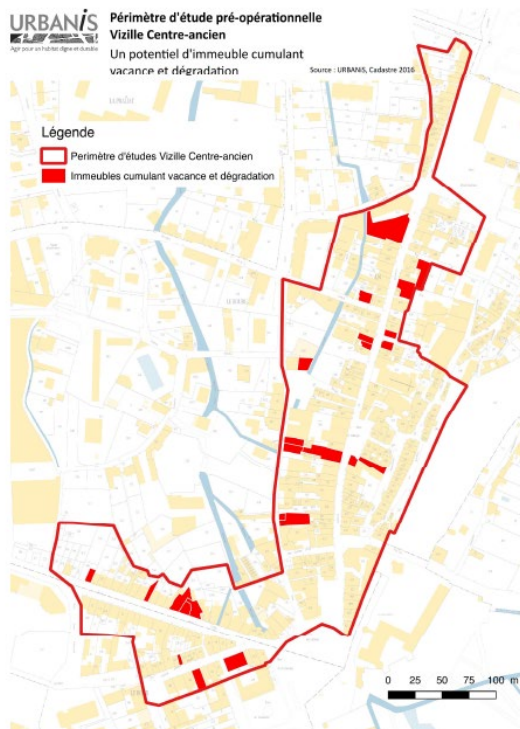 URBANiS
Agir pour un habitat digne et durable
Périmètre d'étude pré-opérationnelle
Vizille Centre-ancien
Un potentiel d'immeuble cumulant
vacance et dégradation
Source : URBANiS, Cadastre 2016
Légende
Perimètre d'études Vizille Centre-ancien
Immeubles cumulant vacance et dégradation
0 25 50 75 100 m